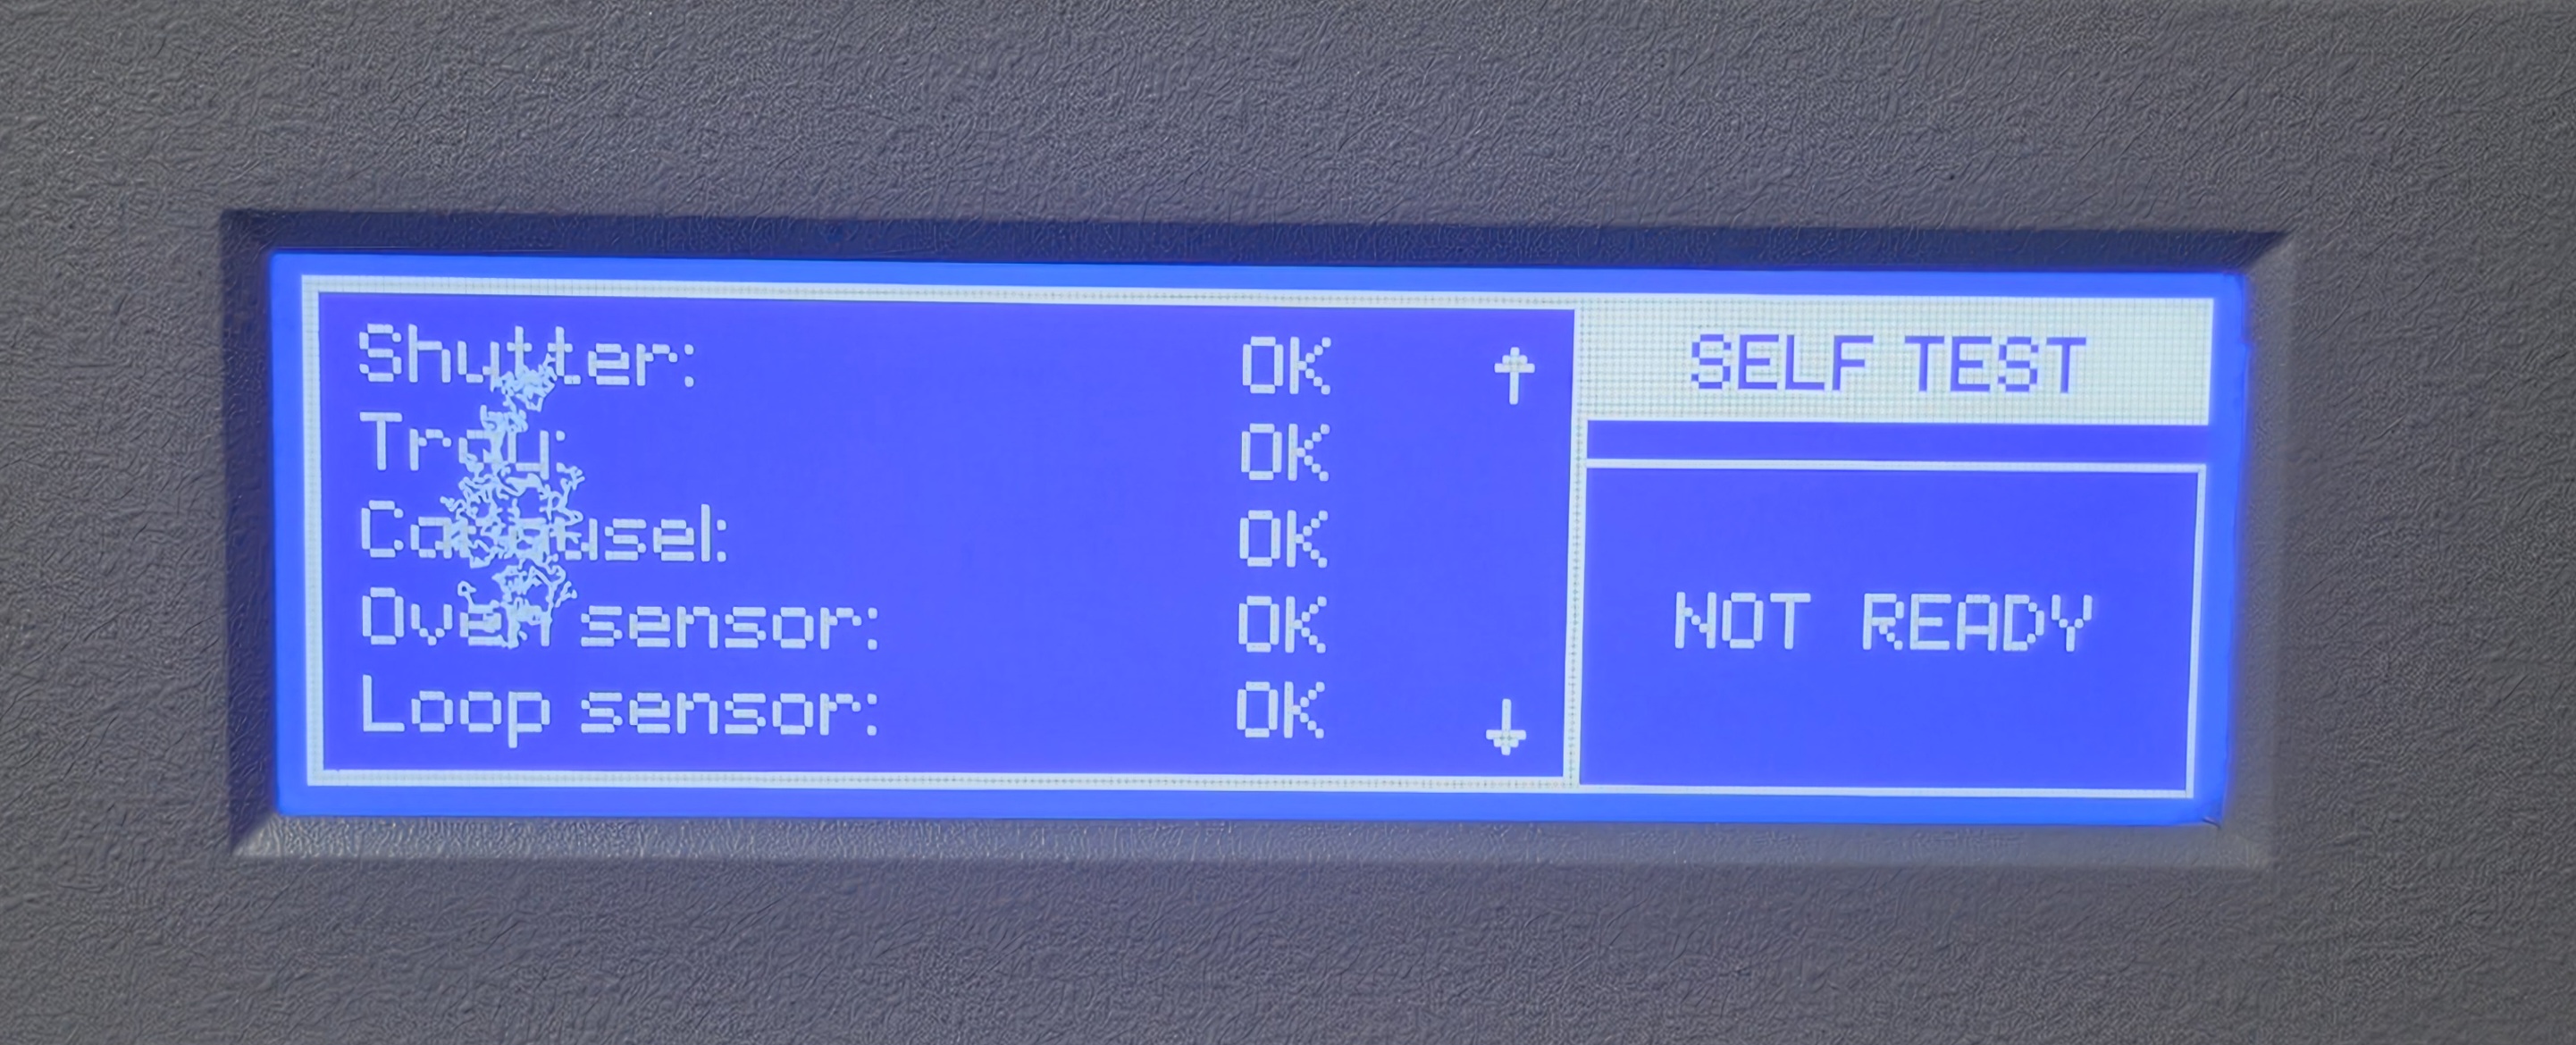 Shutter: OK
Tray: OK
Carousel: OK
Oven sensor: OK
Loop sensor: OK
SELF TEST
NOT READY